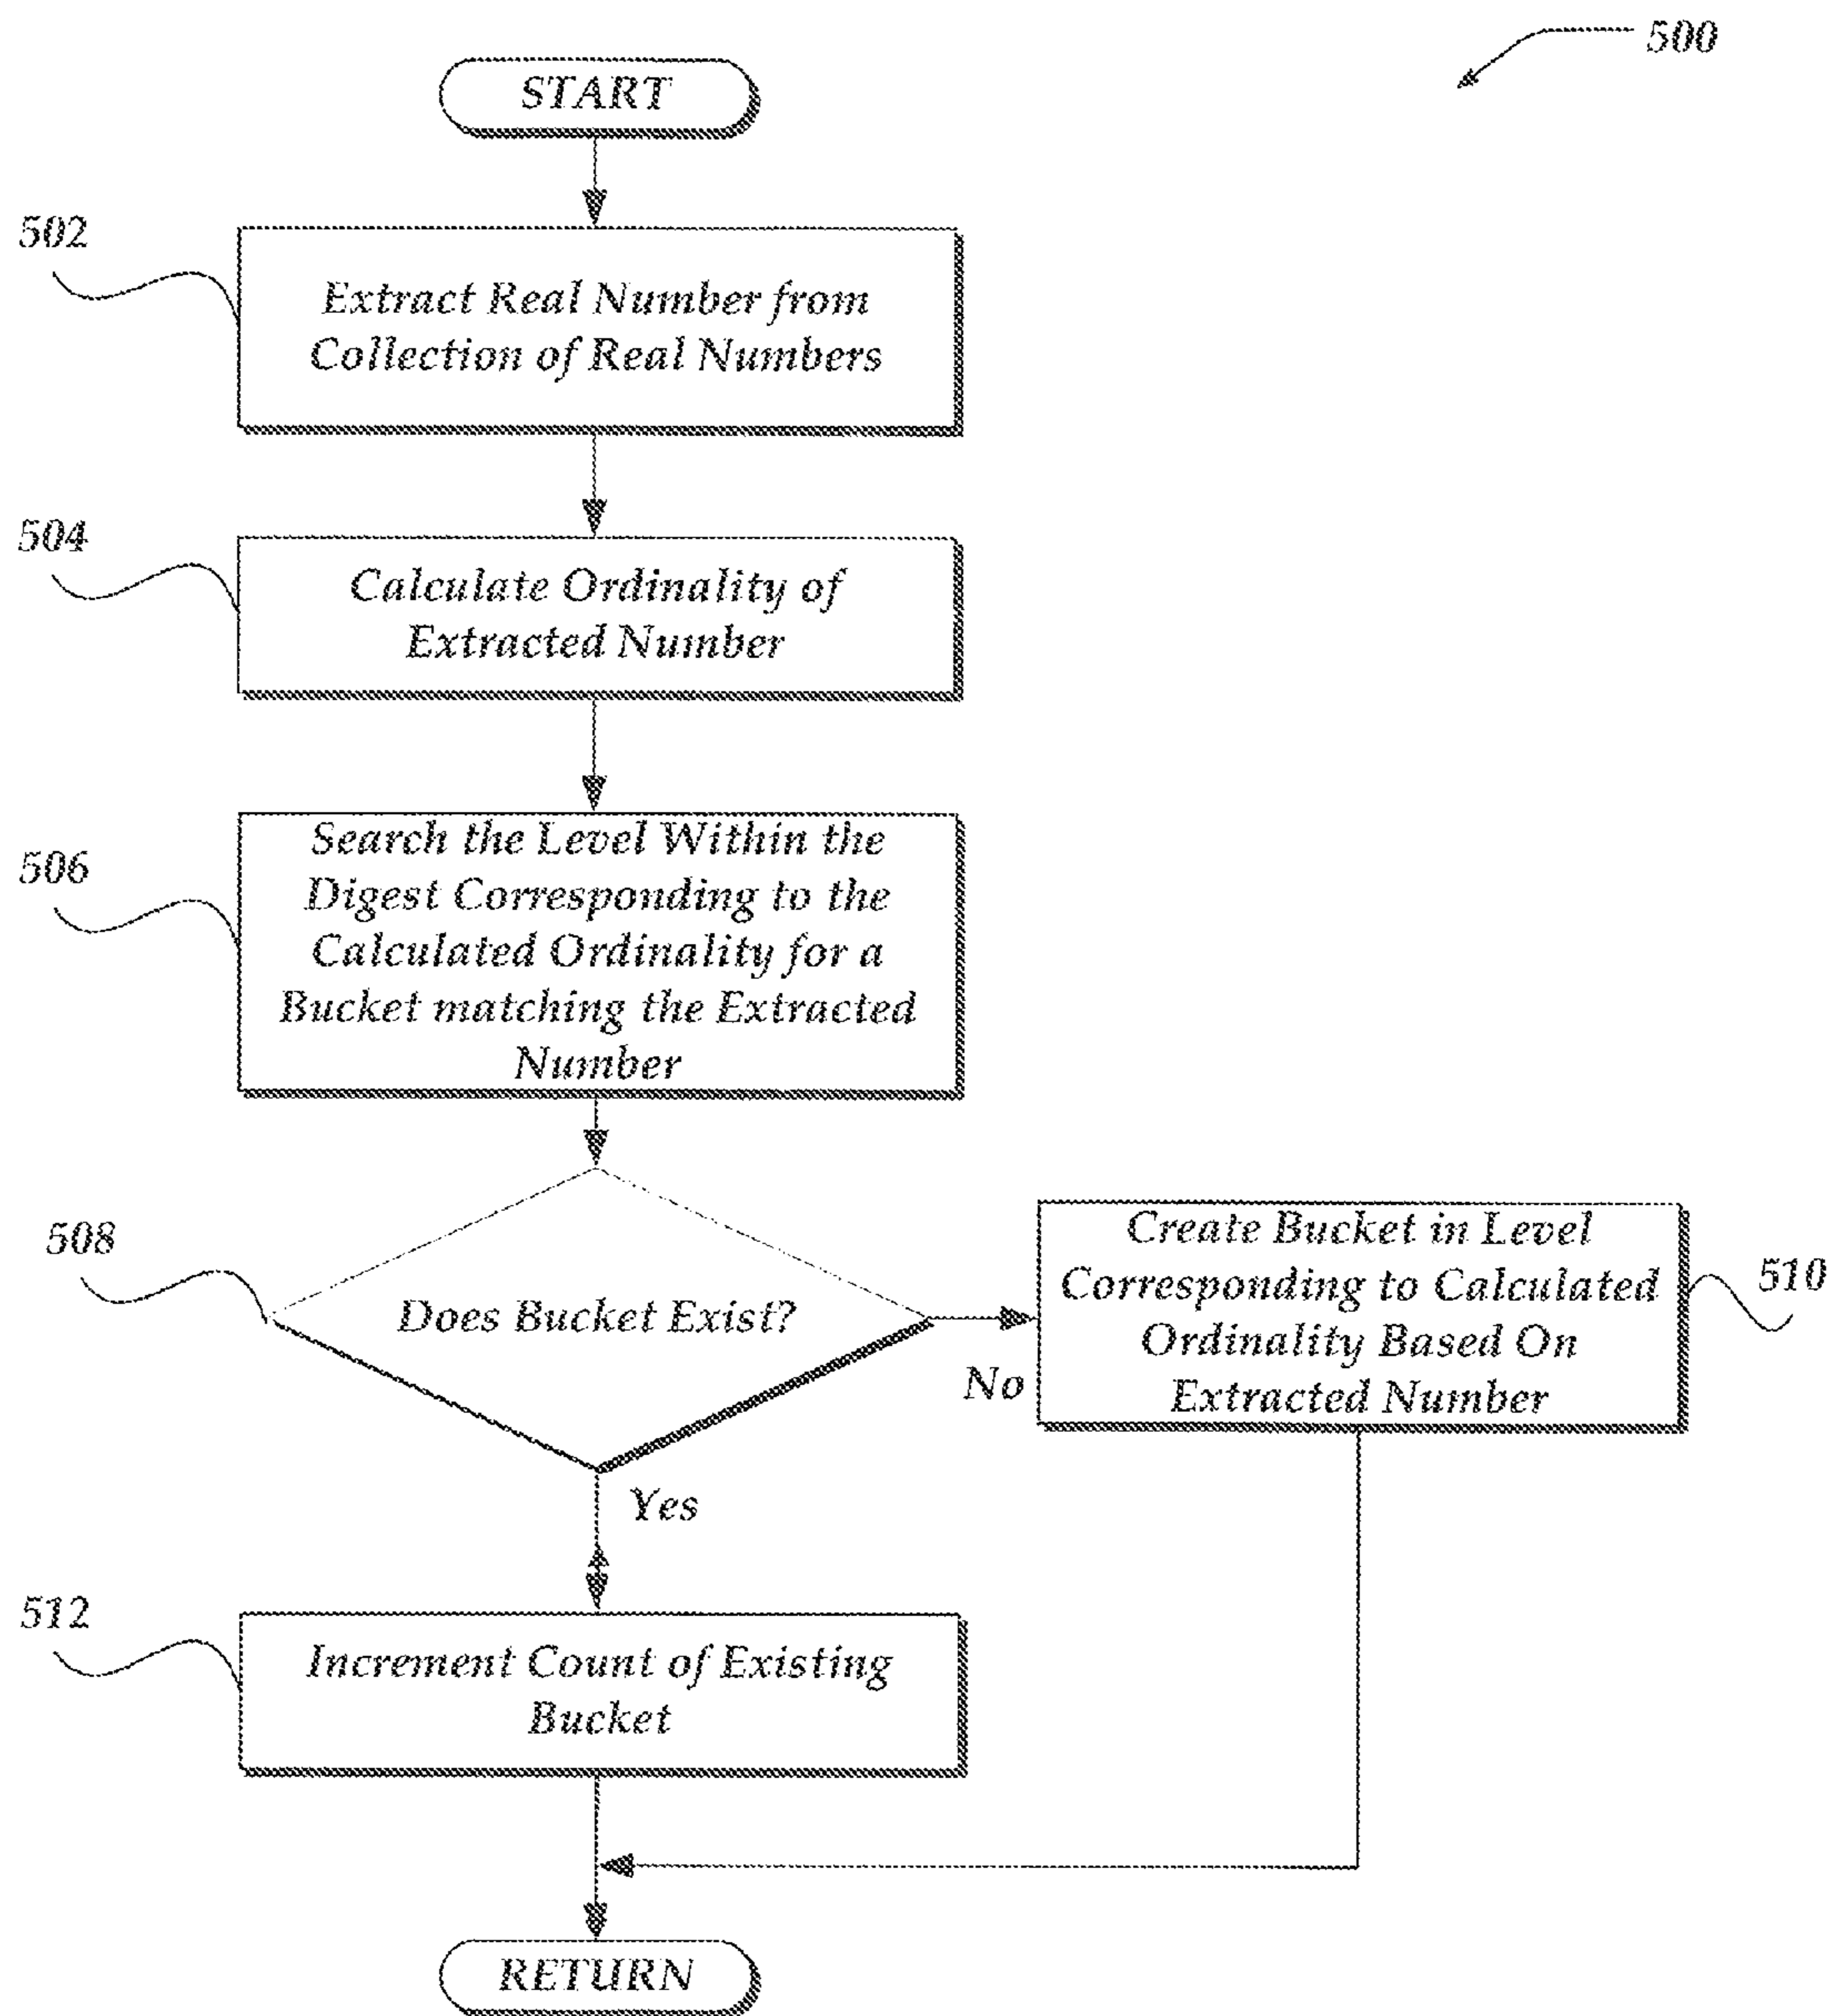 500
START
502
Extract Real Number from
Collection of Real Numbers
504
Calculate Ordinality of
Extracted Number
506
Search the Level Within the
Digest Corresponding to the
Calculated Ordinality for a
Bucket matching the Extracted
Number
508
Does Bucket Exist?
No
Create Bucket in Level
Corresponding to Calculated
Ordinality Based On
Extracted Number
510
Yes
512
Increment Count of Existing
Bucket
RETURN